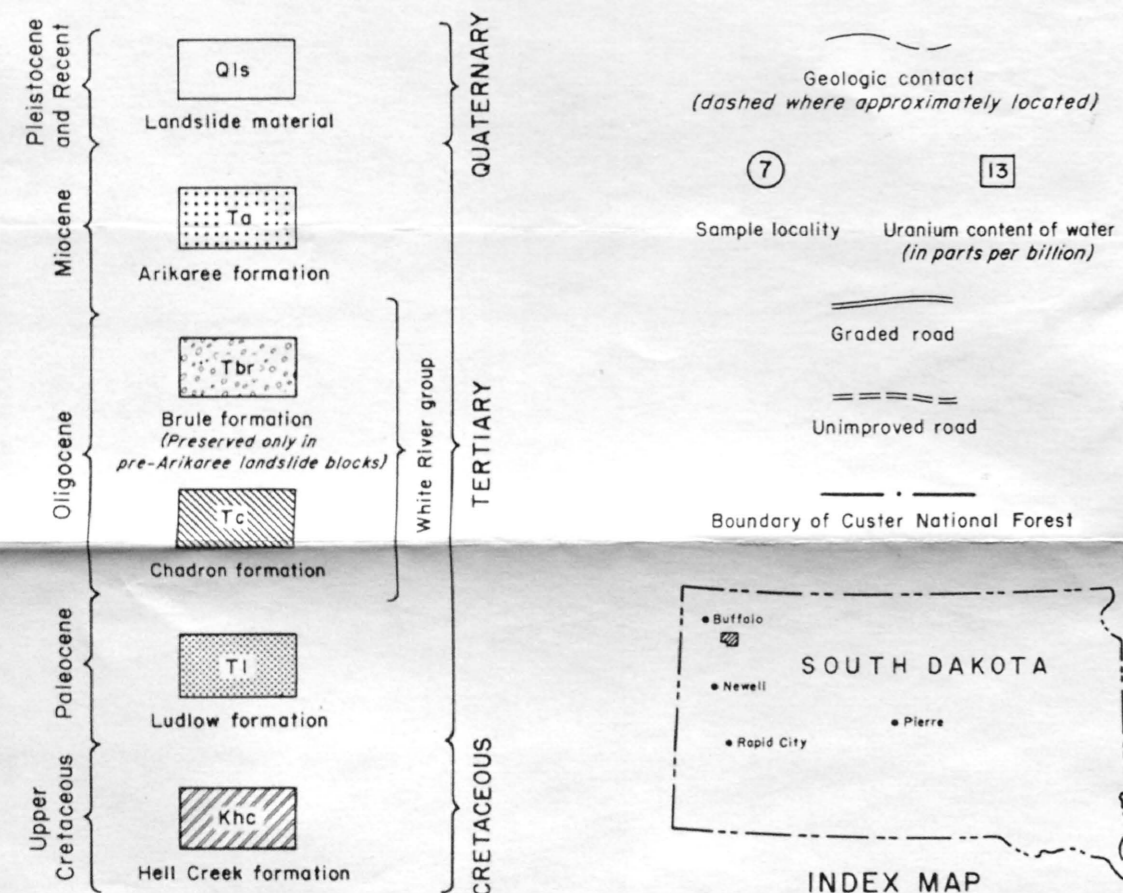 Pleistocene
and Recent
Qls
Landslide material
QUATERNARY
Miocene
Ta
Arikaree formation
Oligocene
Tbr
Brule formation
(Preserved only in
pre-Arikaree landslide blocks)
Tc
Chadron formation
White River group
TERTIARY
Paleocene
Tl
Ludlow formation
Upper
Cretaceous
Khc
Hell Creek formation
CRETACEOUS
Geologic contact
(dashed where approximately located)
7
Sample locality
13
Uranium content of water
(in parts per billion)
Graded road
Unimproved road
Boundary of Custer National Forest
Buffalo
SOUTH DAKOTA
Newell
Pierre
Rapid City
INDEX MAP